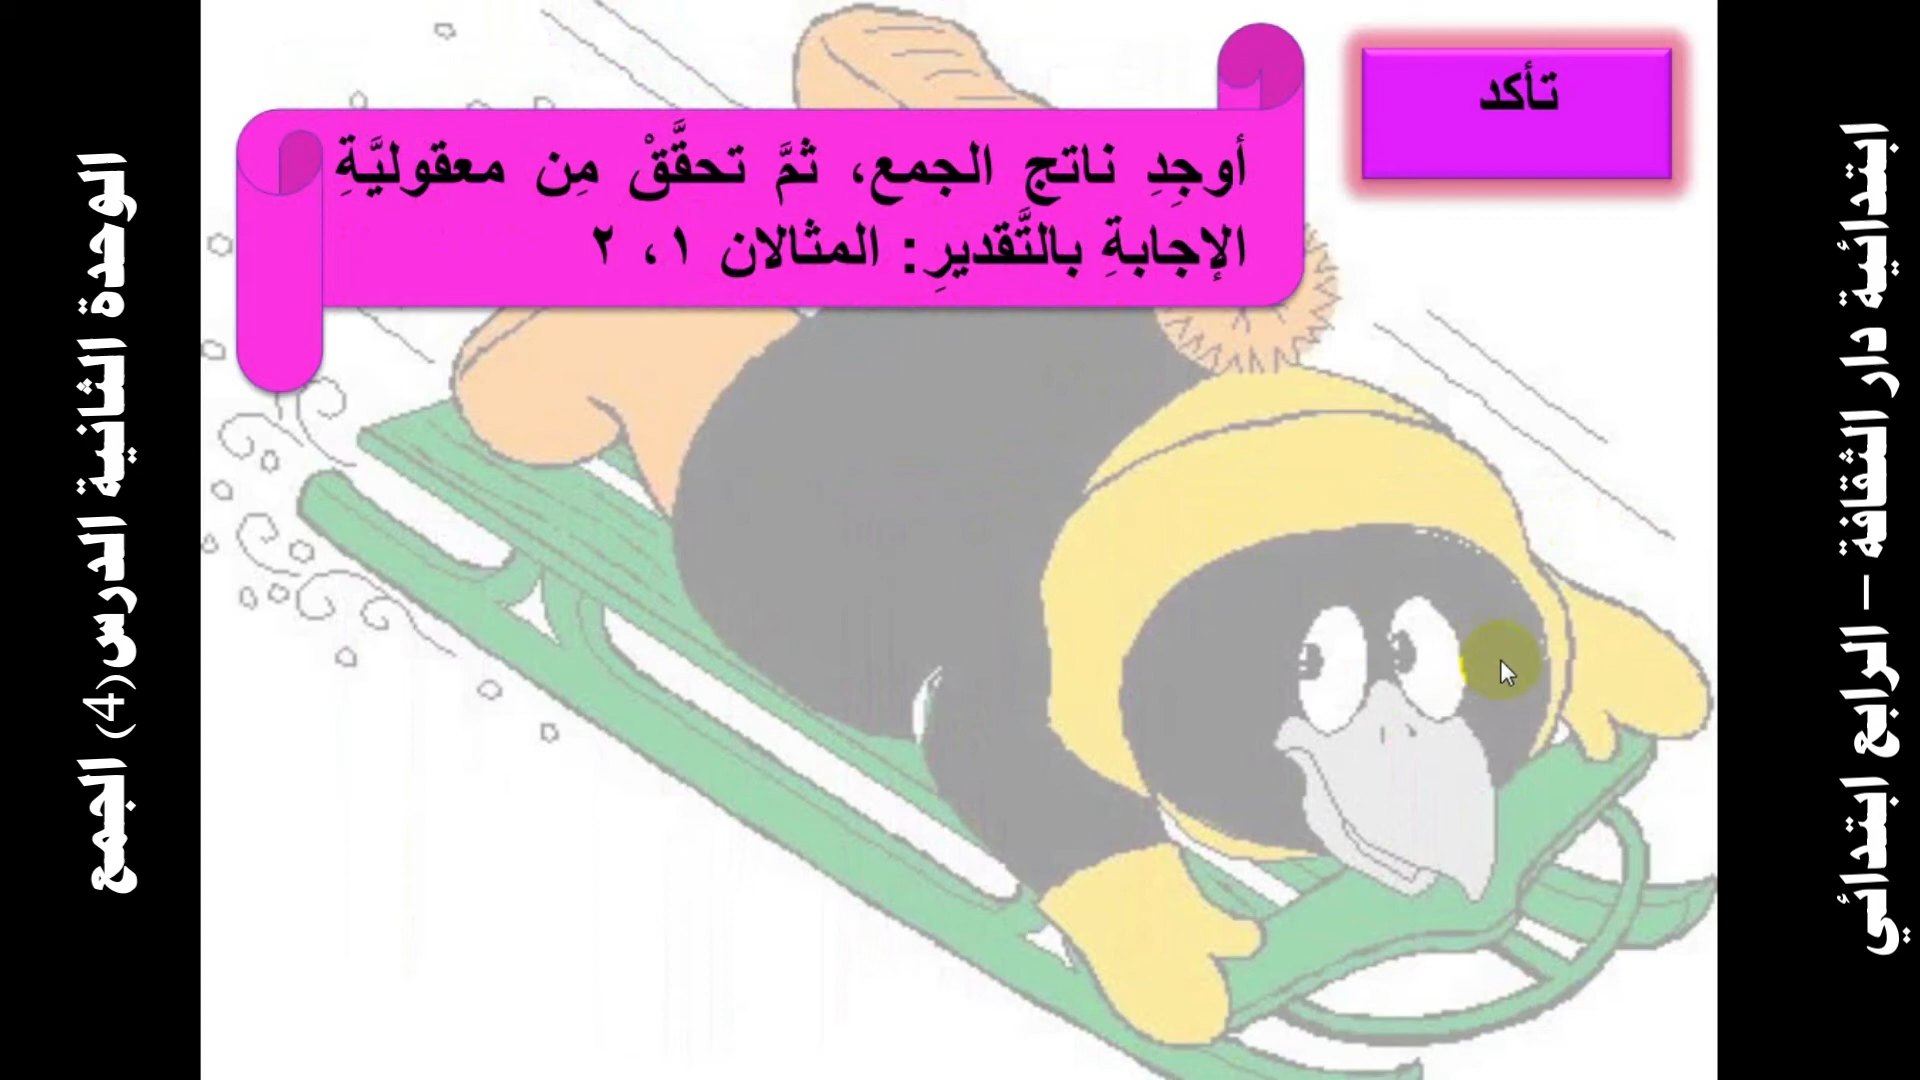 تأكد
أوجِدِ ناتج الجمع، ثمَّ تحقَّقْ مِن معقوليَّةِ
الإجابةِ بالتَّقديرِ: المثالان ١، ٢
ابتدائية دار الثقافة – الرابع ابتدائي
الوحدة الثانية الدرس(4) الجمع